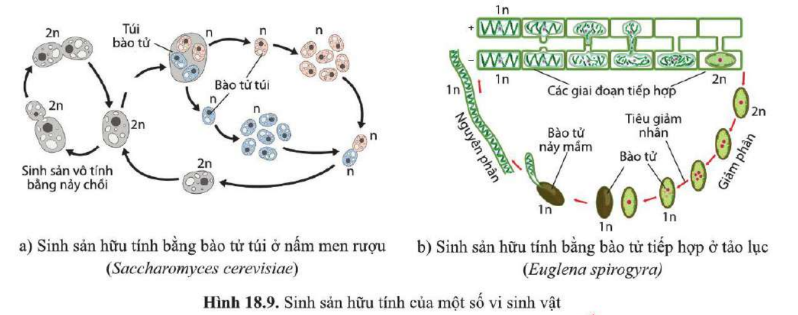 2n
2n
2n
Túi
bào tử
n
n
n
Bào tử túi
n
n
n
n
2n
Sinh sản vô tính
bằng nảy chồi
a) Sinh sản hữu tính bằng bào tử túi ở nấm men rượu
(Saccharomyces cerevisiae)
1n
+
−
1n
Các giai đoạn tiếp hợp
2n
1n
2n
Nguyên phân
Bào tử
nảy mầm
Tiêu giảm
nhân
Bào tử
Giảm phân
1n
1n
1n
b) Sinh sản hữu tính bằng bào tử tiếp hợp ở tảo lục
(Euglena spirogyra)
Hình 18.9. Sinh sản hữu tính của một số vi sinh vật